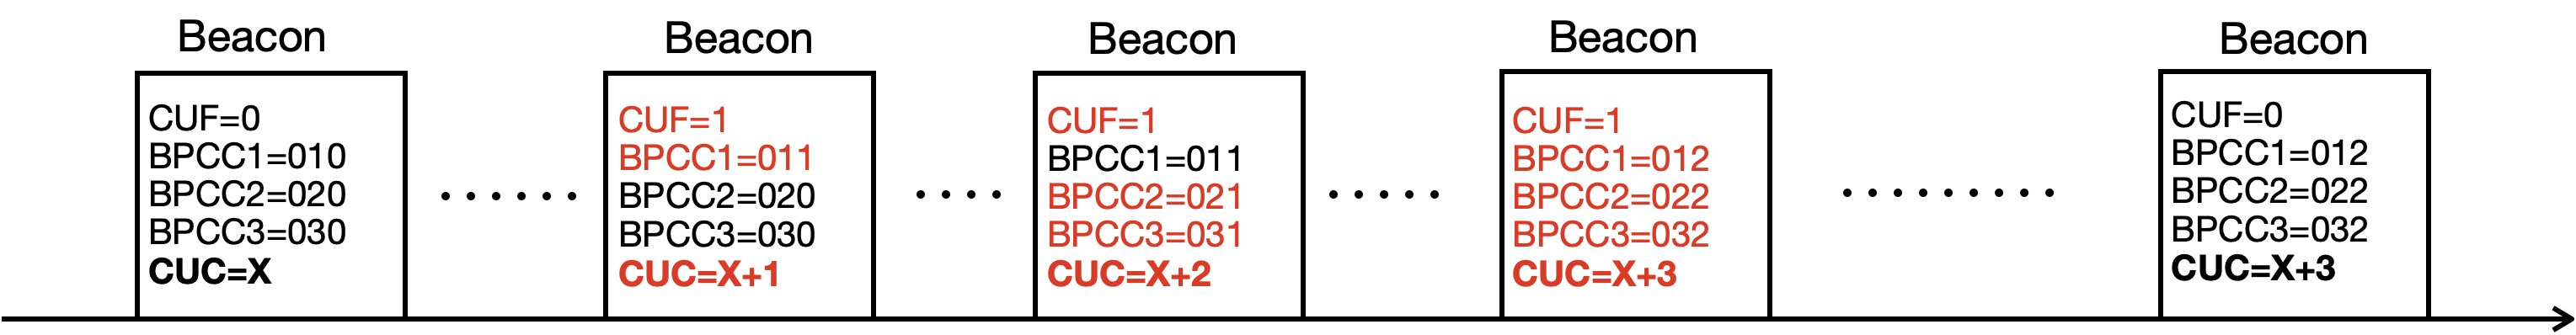 Beacon
CUF=0
BPCC1=010
BPCC2=020
BPCC3=030
CUC=X
Beacon
CUF=1
BPCC1=011
BPCC2=020
BPCC3=030
CUC=X+1
Beacon
CUF=1
BPCC1=011
BPCC2=021
BPCC3=031
CUC=X+2
Beacon
CUF=1
BPCC1=012
BPCC2=022
BPCC3=032
CUC=X+3
Beacon
CUF=0
BPCC1=012
BPCC2=022
BPCC3=032
CUC=X+3